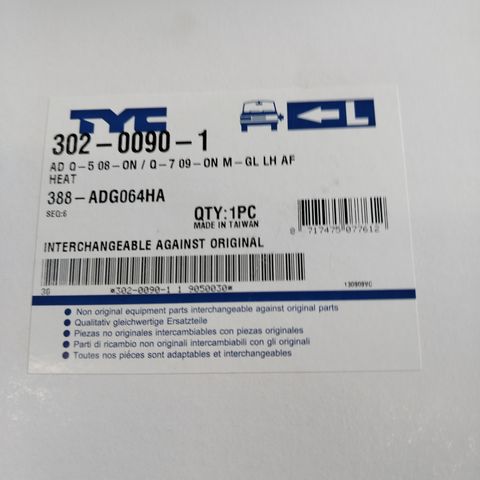 TYC
L
302-0090-1
AD Q-5 08-ON / Q-7 09-ON M-GL LH AF
HEAT
388-ADG064HA
SEQ:6
QTY:1PC
MADE IN TAIWAN
8 717475 077612
INTERCHANGEABLE AGAINST ORIGINAL
3G
*302-0090-1 1 9050030*
130909YC
● Non original equipment parts interchangeable against original parts
● Qualitativ gleichwertige Ersatzteile
● Piezas no originales intercambiables con piezas originales
● Parti di ricambio non originali intercambiabili con gli originali
● Toutes nos piéces sont adaptables et interchangeables